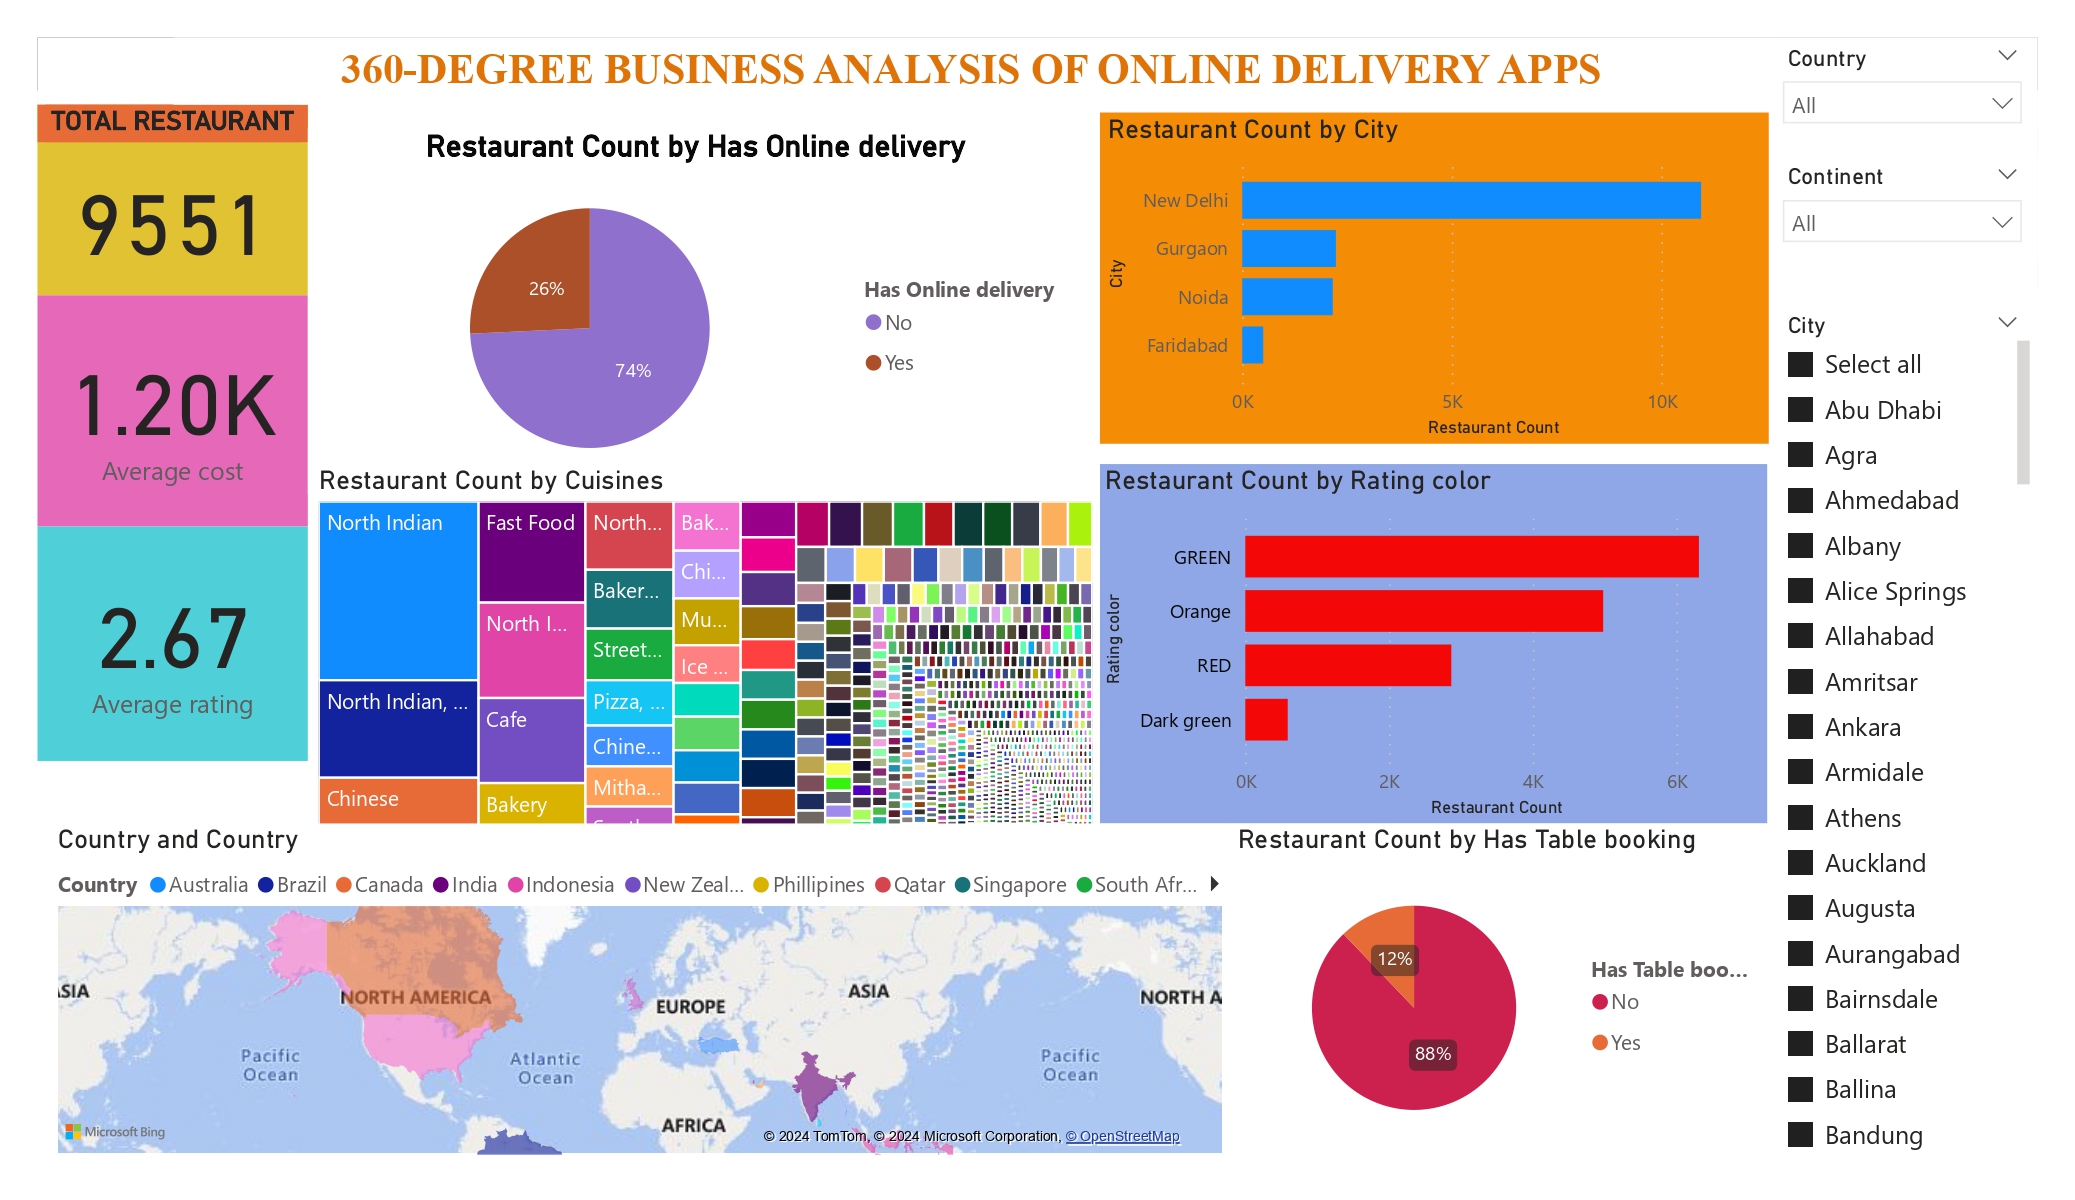 360-DEGREE BUSINESS ANALYSIS OF ONLINE DELIVERY APPS
TOTAL RESTAURANT
9551
1.20K
Average cost
2.67
Average rating
Restaurant Count by Has Online delivery
26%
74%
Has Online delivery
No
Yes
Restaurant Count by City
City
New Delhi
Gurgaon
Noida
Faridabad
0K 5K 10K
Restaurant Count
Restaurant Count by Cuisines
North Indian
North Indian, ...
Chinese
Fast Food
North I...
Cafe
Bakery
North...
Baker...
Street...
Pizza, ...
Chine...
Mitha...
Bak...
Chi...
Mu...
Ice ...
Restaurant Count by Rating color
Rating color
GREEN
Orange
RED
Dark green
0K 2K 4K 6K
Restaurant Count
Country and Country
Country Australia Brazil Canada India Indonesia New Zeal... Phillipines Qatar Singapore South Afr...
NORTH AMERICA
EUROPE
ASIA
NORTH A
Pacific
Ocean
Atlantic
Ocean
Pacific
Ocean
AFRICA
Microsoft Bing
© 2024 TomTom, © 2024 Microsoft Corporation, © OpenStreetMap
Restaurant Count by Has Table booking
12%
88%
Has Table boo...
No
Yes
Country
All
Continent
All
City
Select all
Abu Dhabi
Agra
Ahmedabad
Albany
Alice Springs
Allahabad
Amritsar
Ankara
Armidale
Athens
Auckland
Augusta
Aurangabad
Bairnsdale
Ballarat
Ballina
Bandung